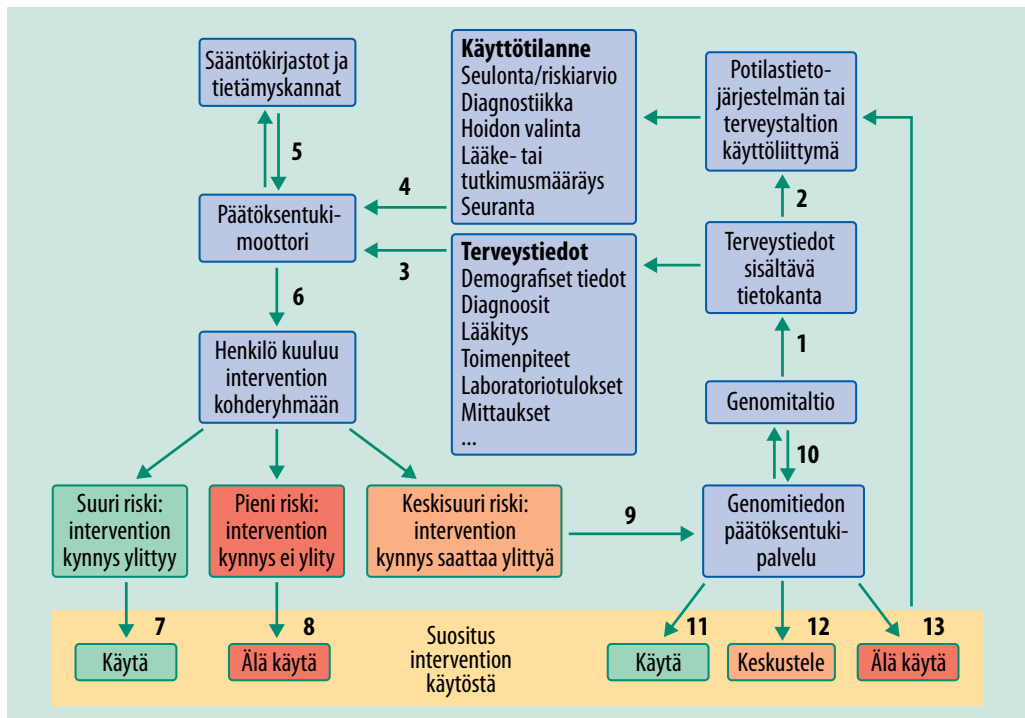 Sääntökirjastot ja
tietämyskannat
5
Päätöksentuki-
moottori
6
Henkilö kuuluu
intervention
kohderyhmään
Käyttötilanne
Seulonta/riskiarvio
Diagnostiikka
Hoidon valinta
Lääke- tai
tutkimusmääräys
Seuranta
4
3
Terveystiedot
Demografiset tiedot
Diagnoosit
Lääkitys
Toimenpiteet
Laboratoriotulokset
Mittaukset
...
Potilastieto-
järjestelmän tai
terveystaltion
käyttöliittymä
2
Terveystiedot
sisältävä
tietokanta
1
Genomitaltio
10
Genomitiedon
päätöksentuki-
palvelu
Suuri riski:
intervention
kynnys ylittyy
Pieni riski:
intervention
kynnys ei ylity
Keskisuuri riski:
intervention
kynnys saattaa ylittyä
9
7
8
Käytä
Älä käytä
Suositus
intervention
käytöstä
11
12
13
Käytä
Keskustele
Älä käytä